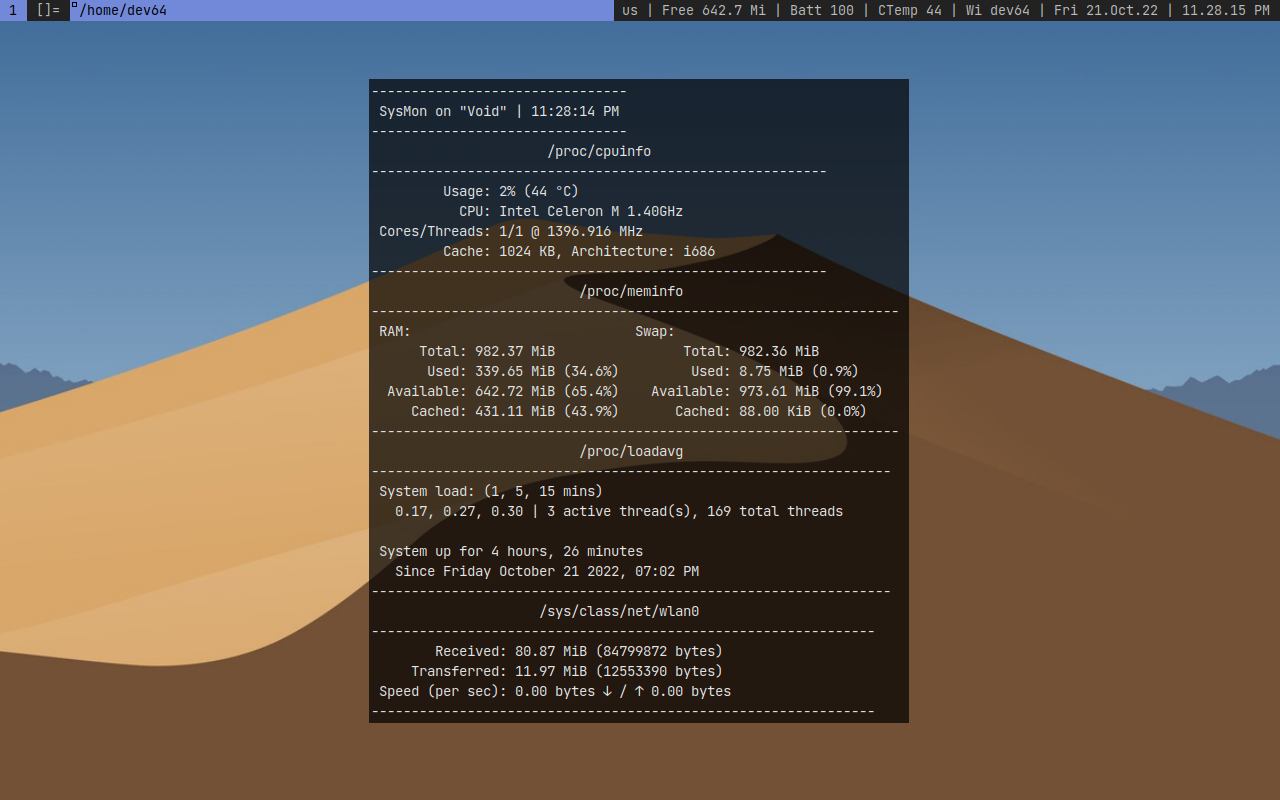 1 []= /home/dev64 us | Free 642.7 Mi | Batt 100 | CTemp 44 | Wi dev64 | Fri 21.Oct.22 | 11.28.15 PM
--------------------------------
SysMon on "Void" | 11:28:14 PM
--------------------------------
/proc/cpuinfo
---------------------------------------------------------
Usage: 2% (44 °C)
CPU: Intel Celeron M 1.40GHz
Cores/Threads: 1/1 @ 1396.916 MHz
Cache: 1024 KB, Architecture: i686
---------------------------------------------------------
/proc/meminfo
------------------------------------------------------------------
RAM: Swap:
Total: 982.37 MiB Total: 982.36 MiB
Used: 339.65 MiB (34.6%) Used: 8.75 MiB (0.9%)
Available: 642.72 MiB (65.4%) Available: 973.61 MiB (99.1%)
Cached: 431.11 MiB (43.9%) Cached: 88.00 KiB (0.0%)
------------------------------------------------------------------
/proc/loadavg
-----------------------------------------------------------------
System load: (1, 5, 15 mins)
0.17, 0.27, 0.30 | 3 active thread(s), 169 total threads
System up for 4 hours, 26 minutes
Since Friday October 21 2022, 07:02 PM
-----------------------------------------------------------------
/sys/class/net/wlan0
---------------------------------------------------------------
Received: 80.87 MiB (84799872 bytes)
Transferred: 11.97 MiB (12553390 bytes)
Speed (per sec): 0.00 bytes ↓ / ↑ 0.00 bytes
---------------------------------------------------------------